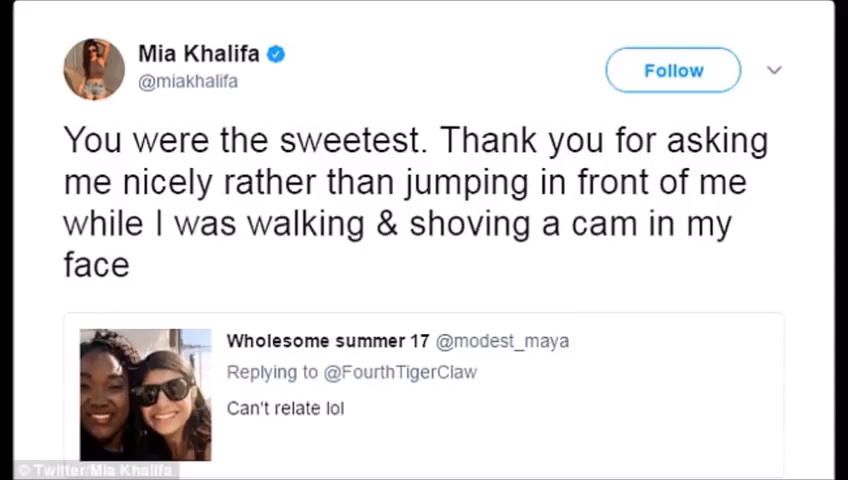 Mia Khalifa
@miakhalifa
Follow
You were the sweetest. Thank you for asking
me nicely rather than jumping in front of me
while I was walking & shoving a cam in my
face
Wholesome summer 17 @modest_maya
Replying to @FourthTigerClaw
Can't relate lol
© Twitter/Mia Khalifa